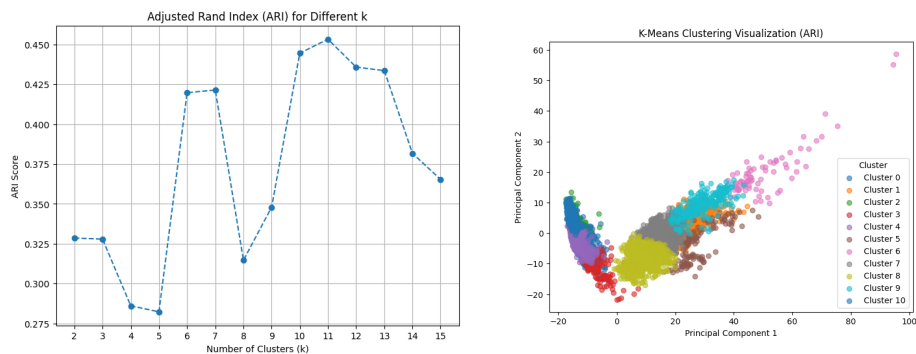 Adjusted Rand Index (ARI) for Different k
0.450
0.425
0.400
0.375
0.350
0.325
0.300
0.275
ARI Score
2 3 4 5 6 7 8 9 10 11 12 13 14 15
Number of Clusters (k)
K-Means Clustering Visualization (ARI)
60
50
40
30
20
10
0
−10
−20
Principal Component 2
−20 0 20 40 60 80 100
Principal Component 1
Cluster
Cluster 0
Cluster 1
Cluster 2
Cluster 3
Cluster 4
Cluster 5
Cluster 6
Cluster 7
Cluster 8
Cluster 9
Cluster 10